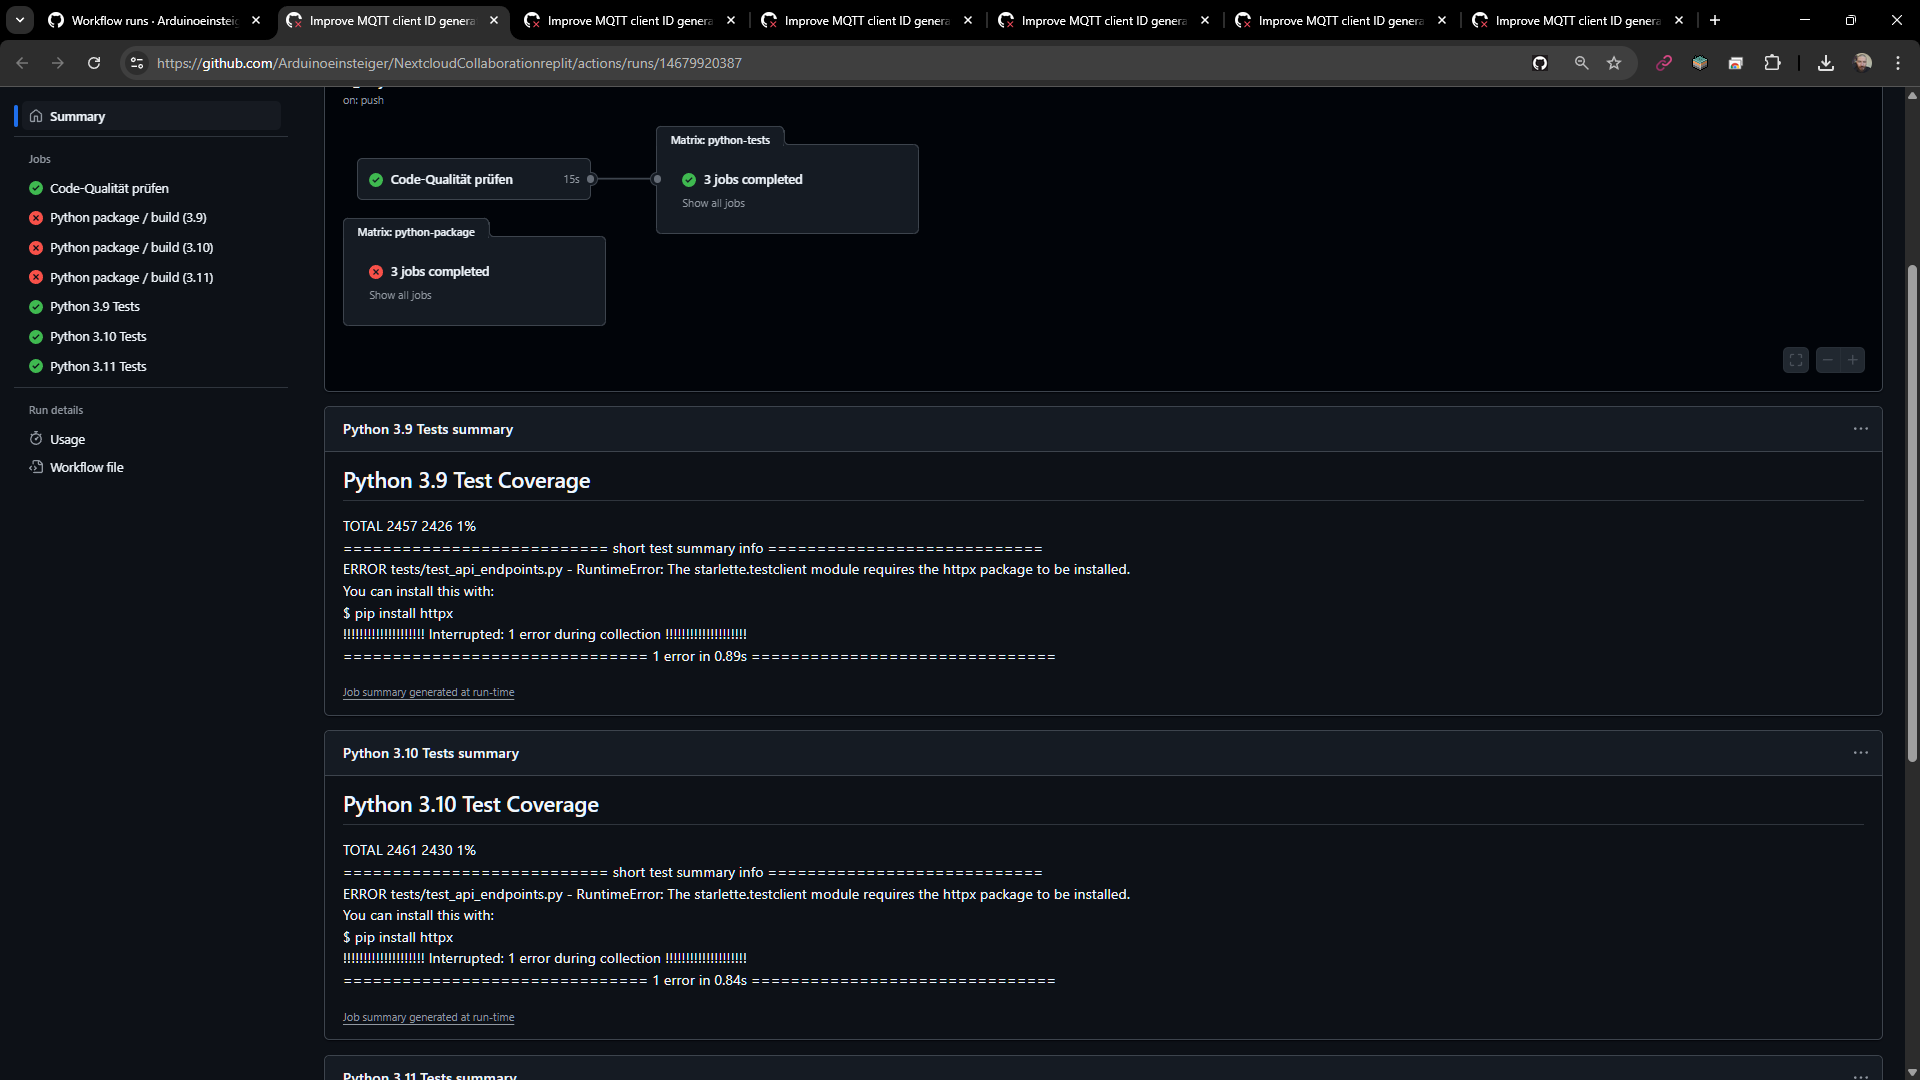 Workflow runs · Arduinoeinsteig
Improve MQTT client ID genera
Improve MQTT client ID genera
Improve MQTT client ID genera
Improve MQTT client ID genera
Improve MQTT client ID genera
Improve MQTT client ID genera
https://github.com/Arduinoeinsteiger/NextcloudCollaborationreplit/actions/runs/14679920387
Summary
Jobs
Code-Qualität prüfen
Python package / build (3.9)
Python package / build (3.10)
Python package / build (3.11)
Python 3.9 Tests
Python 3.10 Tests
Python 3.11 Tests
Run details
Usage
Workflow file
on: push
Code-Qualität prüfen 15s
Matrix: python-tests
3 jobs completed
Show all jobs
Matrix: python-package
3 jobs completed
Show all jobs
Python 3.9 Tests summary
Python 3.9 Test Coverage
TOTAL 2457 2426 1%
=========================== short test summary info ============================
ERROR tests/test_api_endpoints.py - RuntimeError: The starlette.testclient module requires the httpx package to be installed.
You can install this with:
$ pip install httpx
!!!!!!!!!!!!!!!!!!!! Interrupted: 1 error during collection !!!!!!!!!!!!!!!!!!!!
=============================== 1 error in 0.89s ===============================
Job summary generated at run-time
Python 3.10 Tests summary
Python 3.10 Test Coverage
TOTAL 2461 2430 1%
=========================== short test summary info ============================
ERROR tests/test_api_endpoints.py - RuntimeError: The starlette.testclient module requires the httpx package to be installed.
You can install this with:
$ pip install httpx
!!!!!!!!!!!!!!!!!!!! Interrupted: 1 error during collection !!!!!!!!!!!!!!!!!!!!
=============================== 1 error in 0.84s ===============================
Job summary generated at run-time
Python 3.11 Tests summary